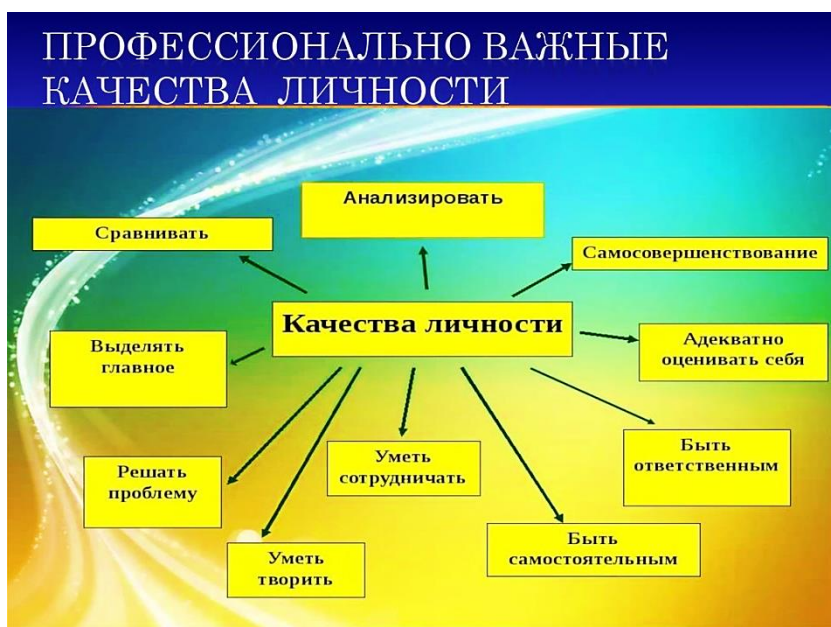 ПРОФЕССИОНАЛЬНО ВАЖНЫЕ
КАЧЕСТВА ЛИЧНОСТИ
Анализировать
Сравнивать
Самосовершенствование
Качества личности
Выделять
главное
Адекватно
оценивать себя
Решать
проблему
Уметь
сотрудничать
Быть
ответственным
Уметь
творить
Быть
самостоятельным